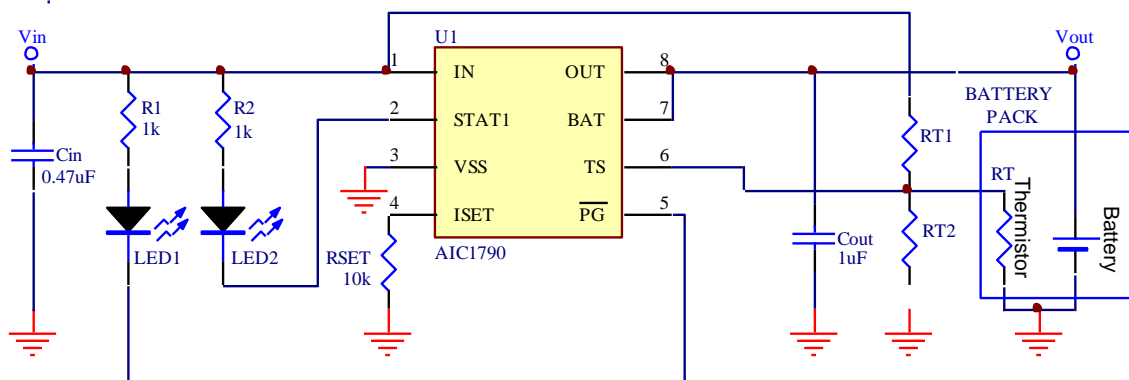 Vin
U1
Vout
1
IN
OUT
8
BATTERY
PACK
R1
1k
R2
1k
2
STAT1
BAT
7
RT1
Cin
0.47uF
3
VSS
TS
6
RT
Thermistor
Battery
4
ISET
PG
5
LED1
LED2
RSET
10k
AIC1790
Cout
1uF
RT2